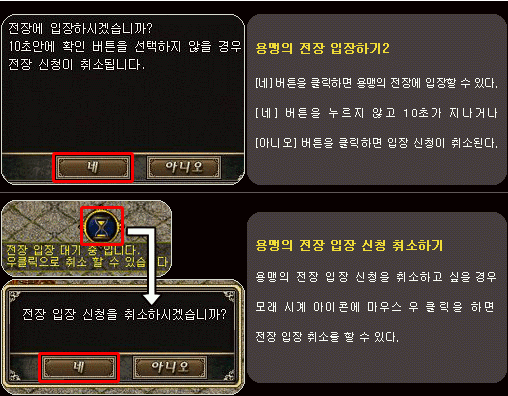 전장에 입장하시겠습니까?
10초안에 확인 버튼을 선택하지 않을 경우
전장 신청이 취소됩니다.
네
아니오
용맹의 전장 입장하기2
[네]버튼을 클릭하면 용맹의 전장에 입장할 수 있다.
[네] 버튼을 누르지 않고 10초가 지나거나
[아니오] 버튼을 클릭하면 입장 신청이 취소된다.
전장 입장 대기 중 입니다.
우클릭으로 취소 할 수 있습니다
전장 입장 신청을 취소하시겠습니까?
네
아니오
용맹의 전장 입장 신청 취소하기
용맹의 전장 입장 신청을 취소하고 싶을 경우
모래 시계 아이콘에 마우스 우 클릭을 하면
전장 입장 취소를 할 수 있다.